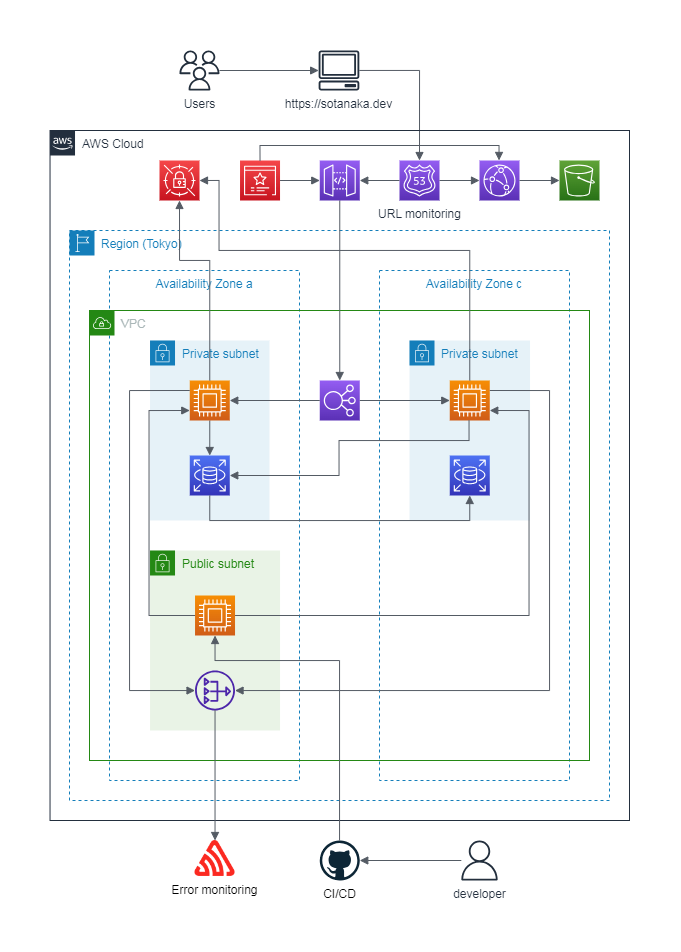 Users
https://sotanaka.dev
aws
AWS Cloud
53
URL monitoring
Region (Tokyo)
Availability Zone a
Availability Zone c
VPC
Private subnet
Private subnet
Public subnet
Error monitoring
CI/CD
developer